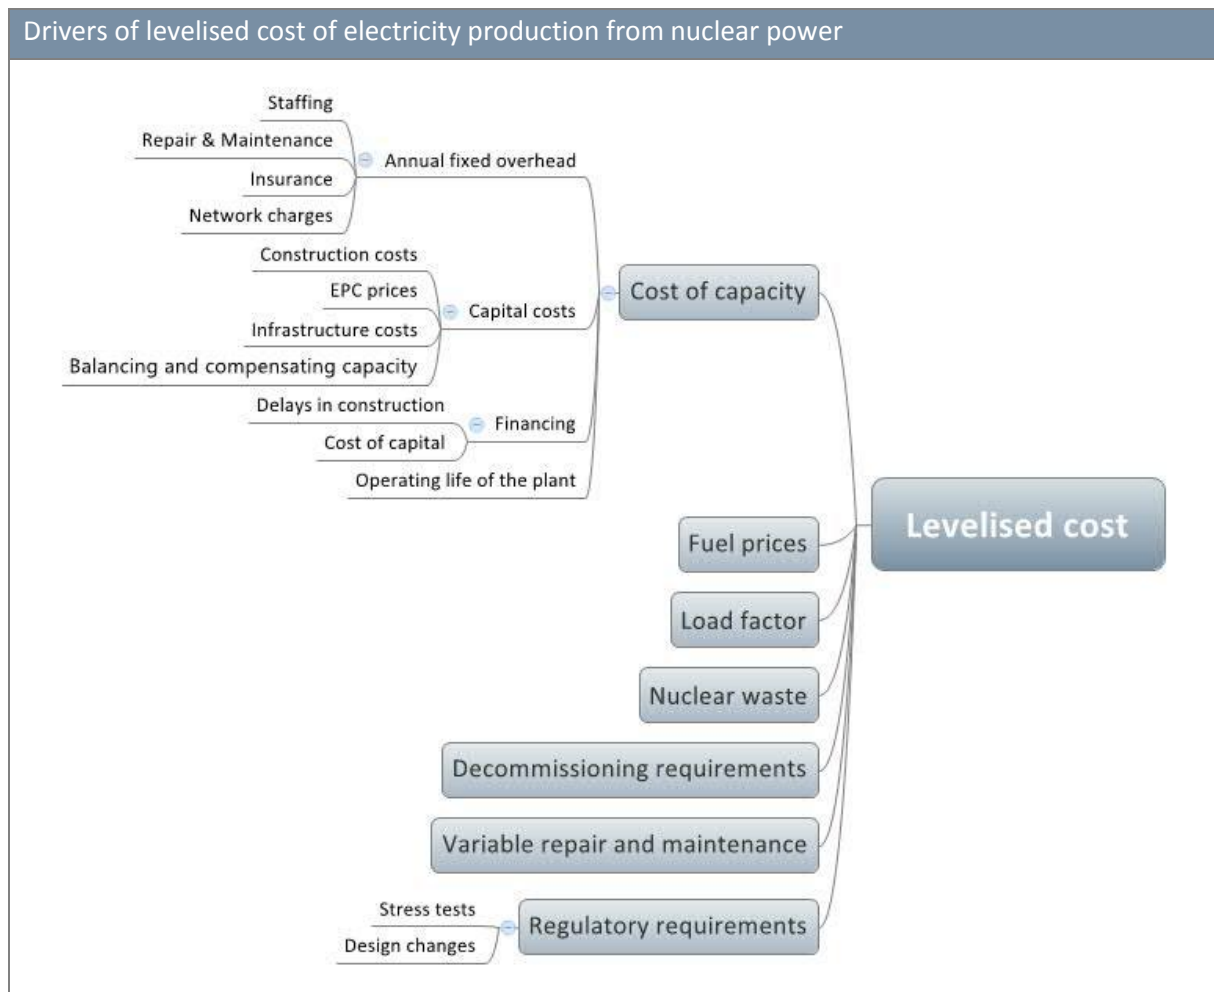 Drivers of levelised cost of electricity production from nuclear power
Staffing
Repair & Maintenance
Insurance
Network charges
Annual fixed overhead
Construction costs
EPC prices
Infrastructure costs
Balancing and compensating capacity
Capital costs
Delays in construction
Cost of capital
Financing
Operating life of the plant
Cost of capacity
Fuel prices
Load factor
Nuclear waste
Decommissioning requirements
Variable repair and maintenance
Stress tests
Design changes
Regulatory requirements
Levelised cost